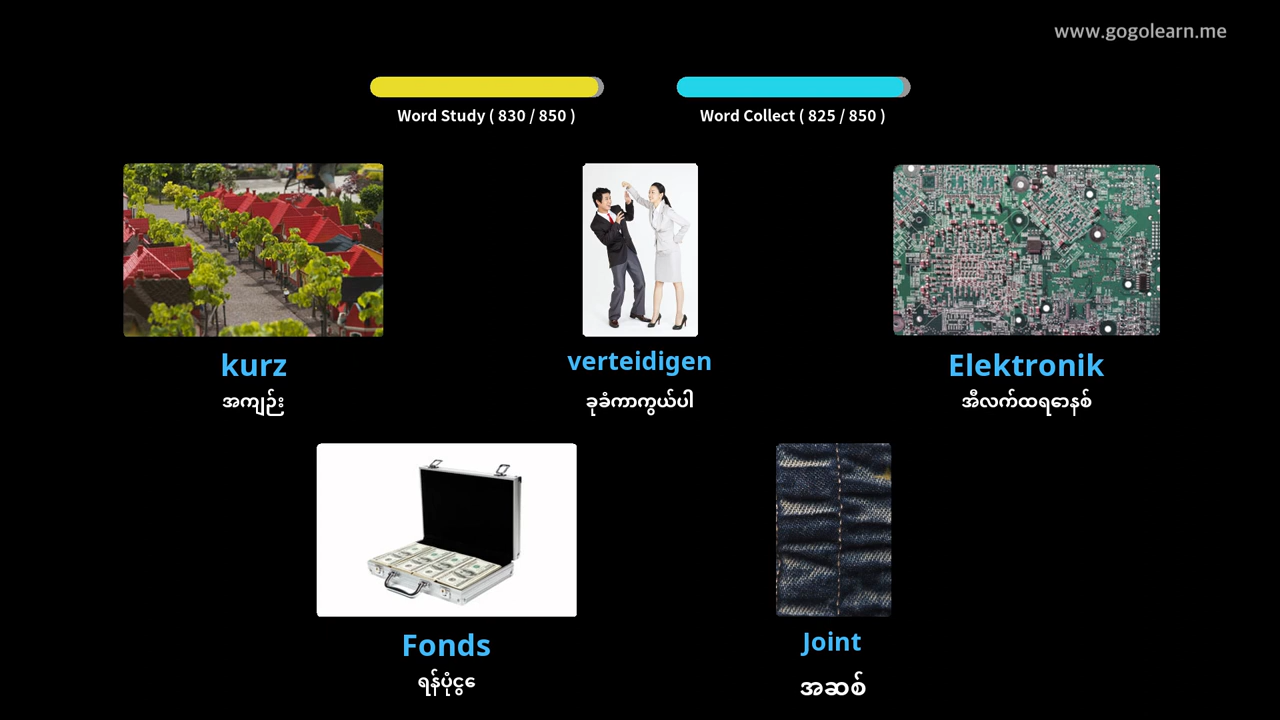 www.gogolearn.me
Word Study ( 830 / 850 )
Word Collect ( 825 / 850 )
kurz
အကျဉ်း
verteidigen
ခုခံကာကွယ်ပါ
Elektronik
အီလက်ထရောနစ်
Fonds
ရန်ပုံငွေ
Joint
အဆစ်